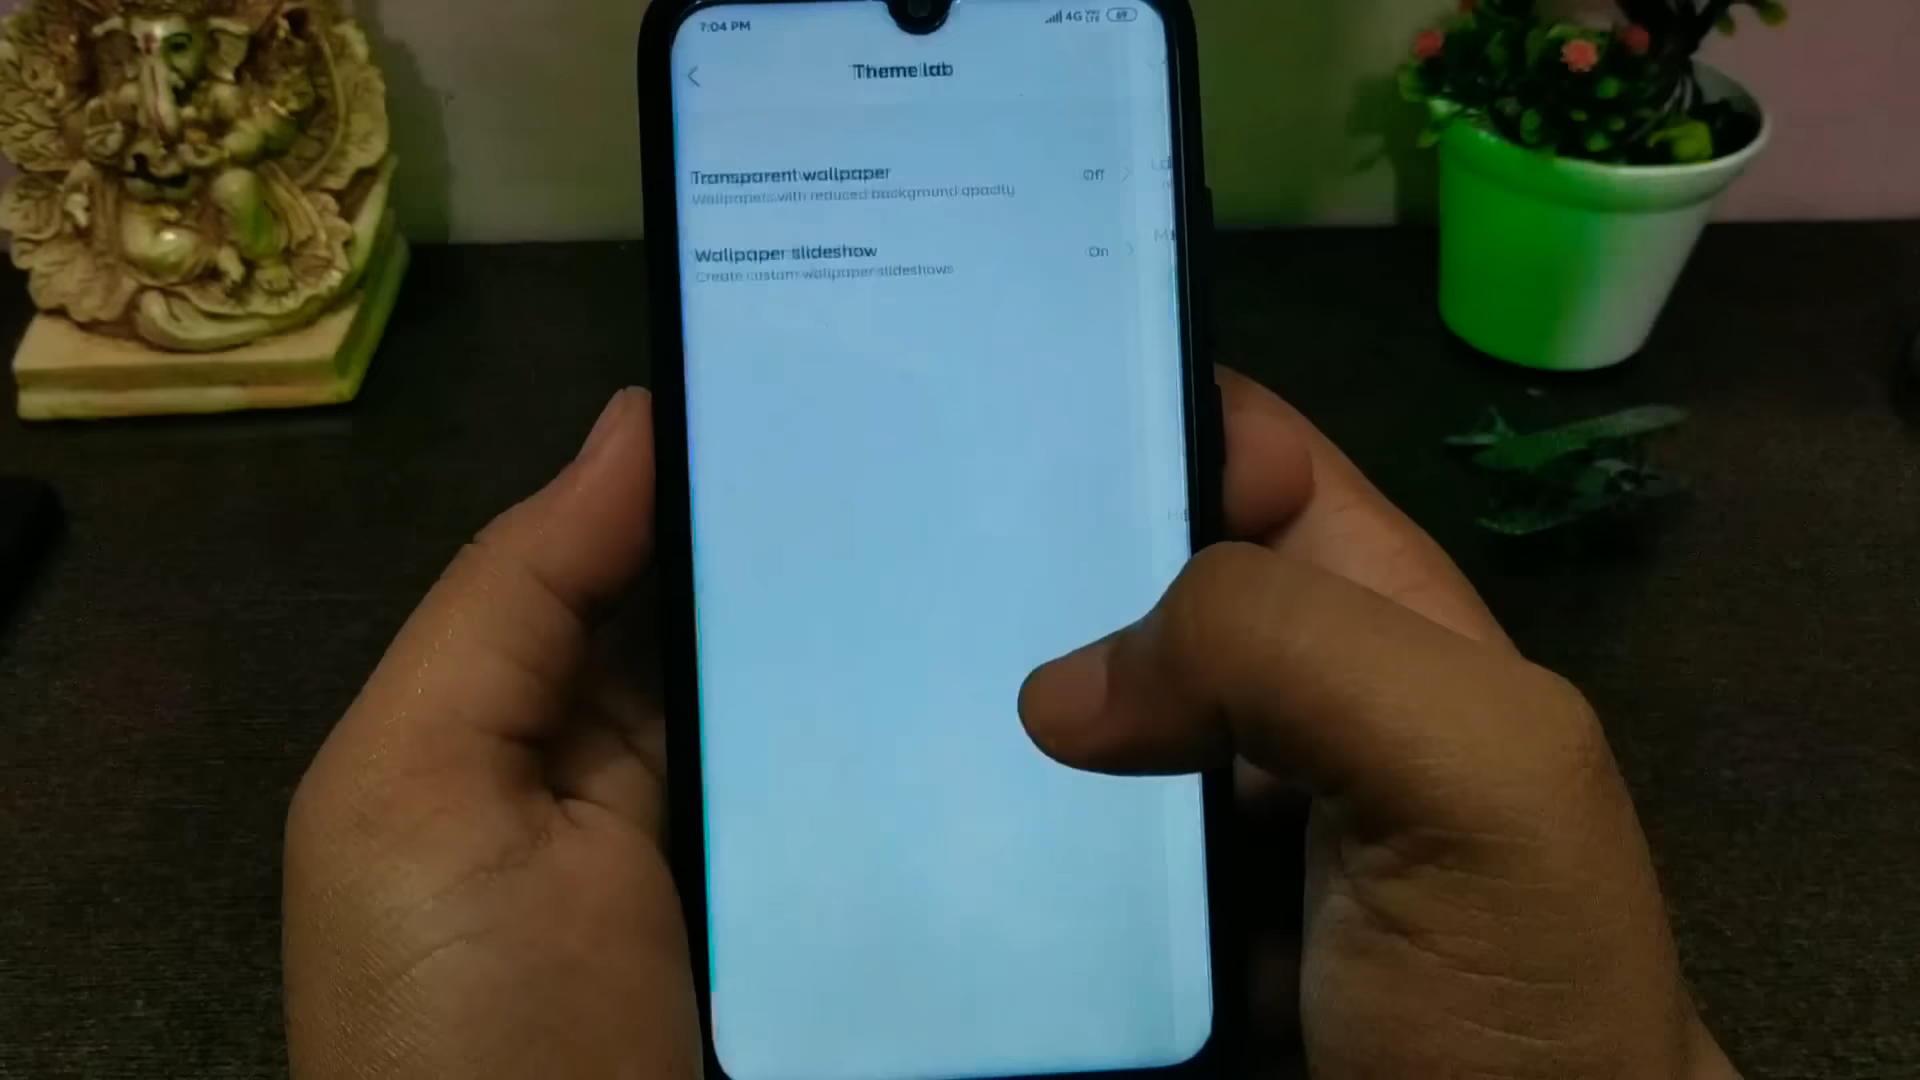 7:04 PM
4G
69
Theme lab
Transparent wallpaper
Off
Wallpapers with reduced background opacity
Wallpaper slideshow
On
Create custom wallpaper slideshows